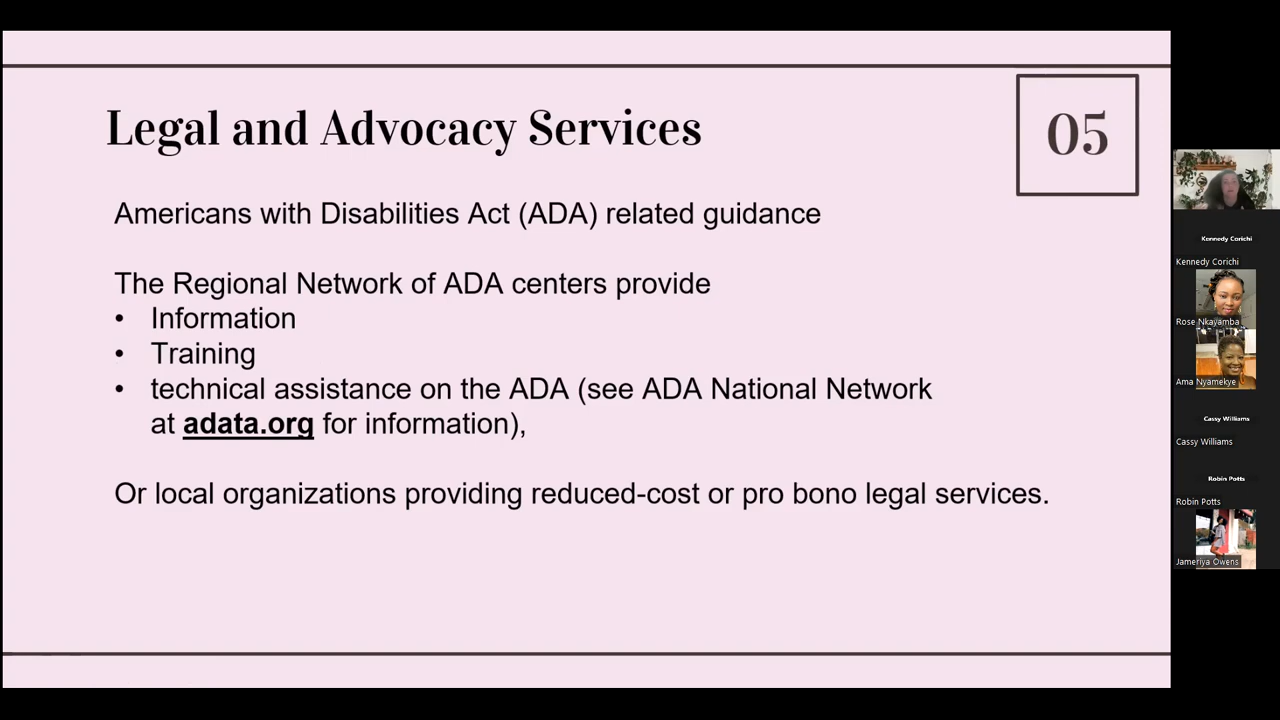 Legal and Advocacy Services
05
Americans with Disabilities Act (ADA) related guidance
The Regional Network of ADA centers provide
• Information
• Training
• technical assistance on the ADA (see ADA National Network
at adata.org for information),
Or local organizations providing reduced-cost or pro bono legal services.
Kennedy Corichi
Kennedy Corichi
Rose Nkayamba
Ama Nyamekye
Cassy Williams
Cassy Williams
Robin Potts
Robin Potts
Jameriya Owens